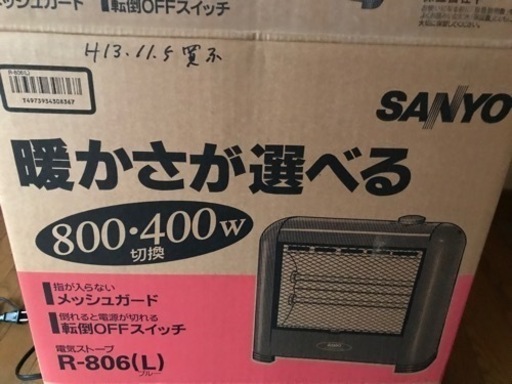 メッシュガード
転倒OFFスイッチ
H13.11.5 買う
R-806(L)
T4973934508367
SANYO
暖かさが選べる
800・400W
切換
指が入らない
メッシュガード
倒れると電源が切れる
転倒OFFスイッチ
電気ストーブ
R-806(L)
ブルー
SANYO